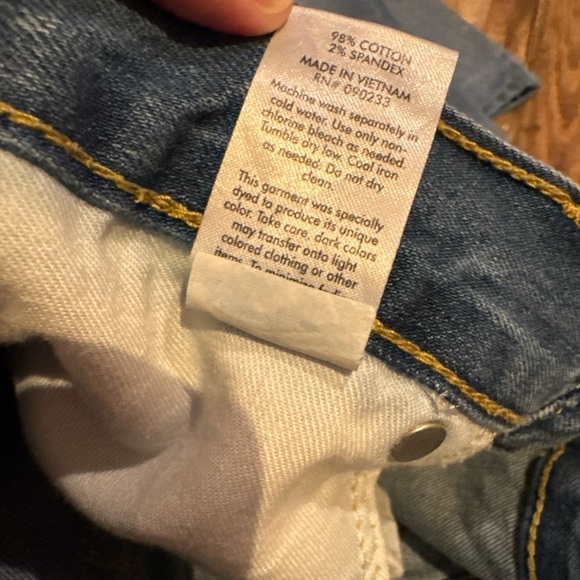 98% COTTON
2% SPANDEX
MADE IN VIETNAM
RN# 090233
Machine wash separately in
cold water. Use only non-
chlorine bleach as needed.
Tumble dry low. Cool iron
as needed. Do not dry
clean.
This garment was specially
dyed to produce its unique
color. Take care, dark colors
may transfer onto light
colored clothing or other
items. To minimize